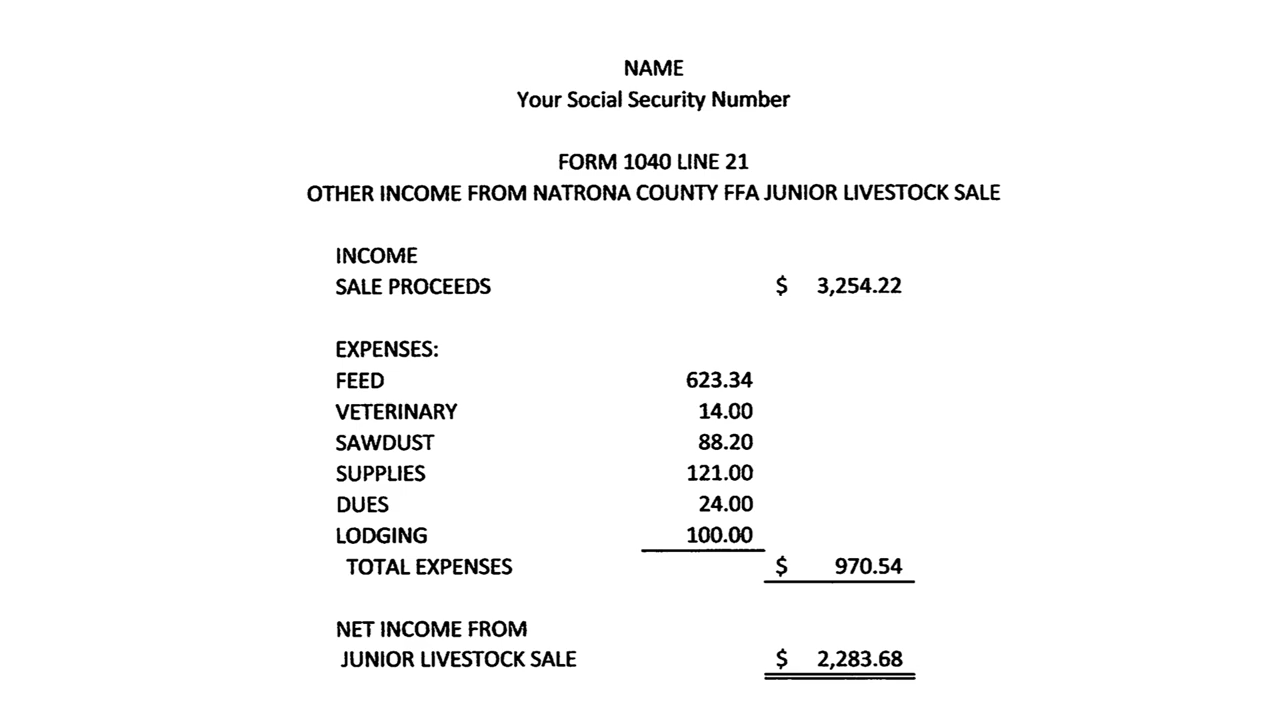 NAME
Your Social Security Number
FORM 1040 LINE 21
OTHER INCOME FROM NATRONA COUNTY FFA JUNIOR LIVESTOCK SALE
INCOME
SALE PROCEEDS $ 3,254.22
EXPENSES:
FEED 623.34
VETERINARY 14.00
SAWDUST 88.20
SUPPLIES 121.00
DUES 24.00
LODGING 100.00
TOTAL EXPENSES $ 970.54
NET INCOME FROM
JUNIOR LIVESTOCK SALE $ 2,283.68